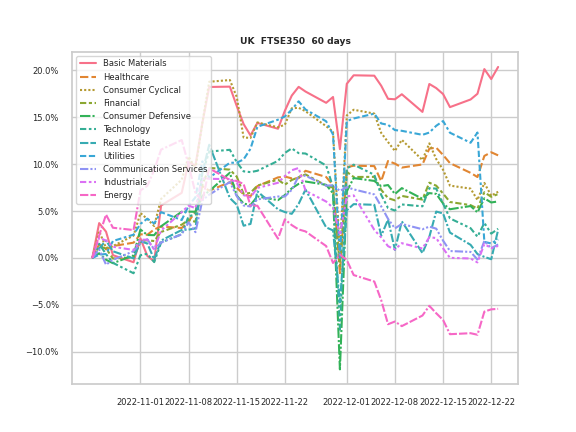 UK FTSE350 60 days
20.0%
15.0%
10.0%
5.0%
0.0%
−5.0%
−10.0%
Basic Materials
Healthcare
Consumer Cyclical
Financial
Consumer Defensive
Technology
Real Estate
Utilities
Communication Services
Industrials
Energy
2022-11-01
2022-11-08
2022-11-15
2022-11-22
2022-12-01
2022-12-08
2022-12-15
2022-12-22